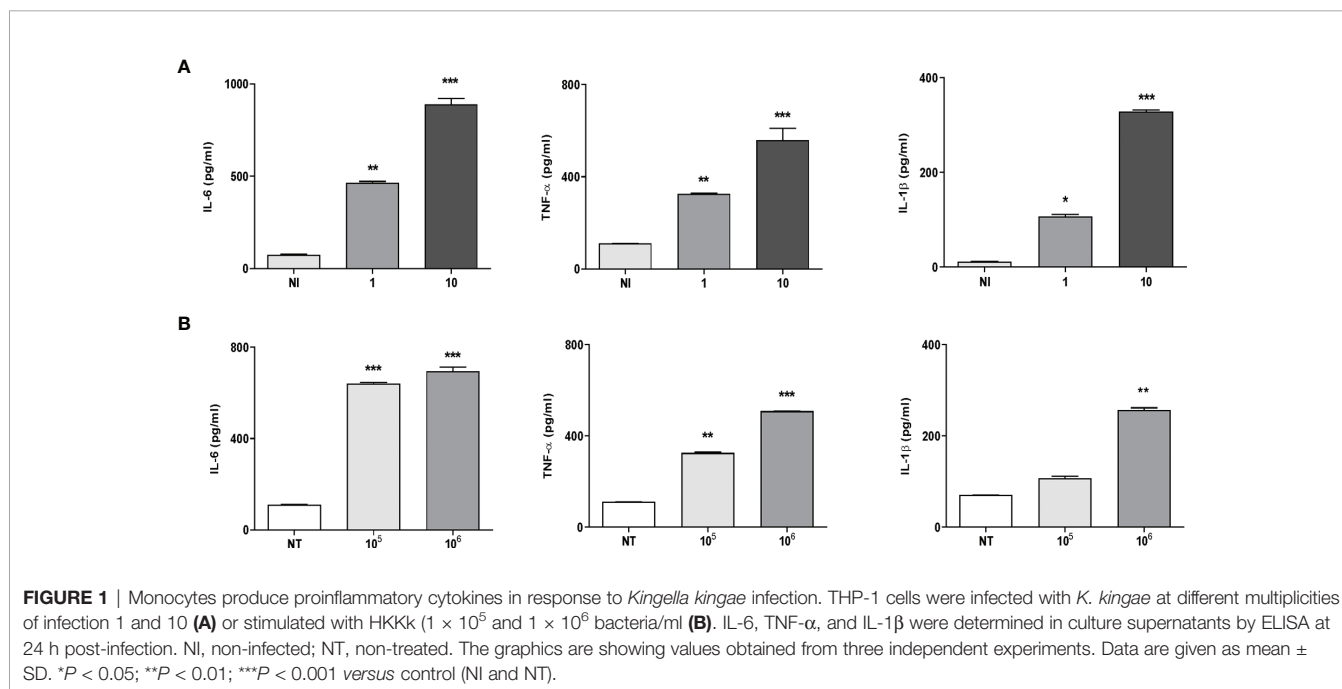 A
1000
500
0
IL-6 (pg/ml)
**
***
NI 1 10
800
400
0
TNF-α (pg/ml)
**
***
NI 1 10
400
200
0
IL-1β (pg/ml)
*
***
NI 1 10
B
800
400
0
IL-6 (pg/ml)
***
***
NT 10⁵ 10⁶
800
400
0
TNF-α (pg/ml)
**
***
NT 10⁵ 10⁶
400
200
0
IL-1β (pg/ml)
**
NT 10⁵ 10⁶
FIGURE 1 | Monocytes produce proinflammatory cytokines in response to Kingella kingae infection. THP-1 cells were infected with K. kingae at different multiplicities
of infection 1 and 10 (A) or stimulated with HKKk (1 × 10⁵ and 1 × 10⁶ bacteria/ml (B). IL-6, TNF-α, and IL-1β were determined in culture supernatants by ELISA at
24 h post-infection. NI, non-infected; NT, non-treated. The graphics are showing values obtained from three independent experiments. Data are given as mean ±
SD. *P < 0.05; **P < 0.01; ***P < 0.001 versus control (NI and NT).